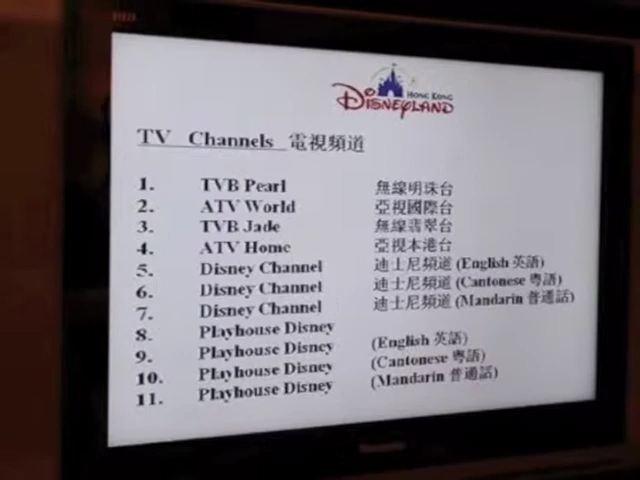 HONG KONG
DISNEYLAND
TV Channels 電視頻道
1. TVB Pearl 無線明珠台
2. ATV World 亞視國際台
3. TVB Jade 無線翡翠台
4. ATV Home 亞視本港台
5. Disney Channel 迪士尼頻道 (English 英語)
6. Disney Channel 迪士尼頻道 (Cantonese 粵語)
7. Disney Channel 迪士尼頻道 (Mandarin 普通話)
8. Playhouse Disney
9. Playhouse Disney (English 英語)
10. Playhouse Disney (Cantonese 粵語)
11. Playhouse Disney (Mandarin 普通話)